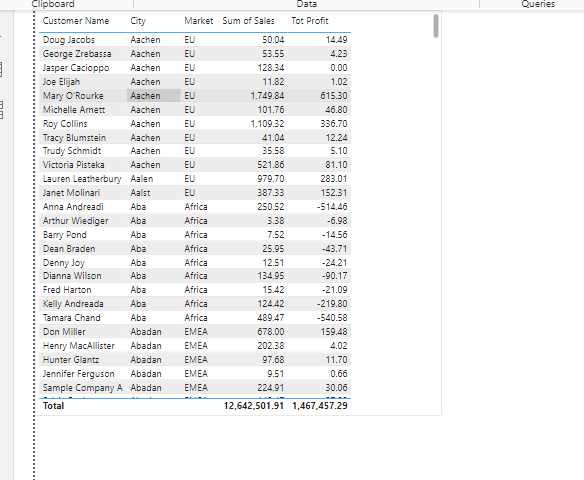 Clipboard Data Queries
Customer Name City Market Sum of Sales Tot Profit
Doug Jacobs Aachen EU 50.04 14.49
George Zrebassa Aachen EU 53.55 4.23
Jasper Cacioppo Aachen EU 128.34 0.00
Joe Elijah Aachen EU 11.82 1.02
Mary O'Rourke Aachen EU 1,749.84 615.30
Michelle Arnett Aachen EU 101.76 46.80
Roy Collins Aachen EU 1,109.32 336.70
Tracy Blumstein Aachen EU 41.04 12.24
Trudy Schmidt Aachen EU 35.58 5.10
Victoria Pisteka Aachen EU 521.86 81.10
Lauren Leatherbury Aalen EU 979.70 283.01
Janet Molinari Aalst EU 387.33 152.31
Anna Andreadi Aba Africa 250.52 -514.46
Arthur Wiediger Aba Africa 3.38 -6.98
Barry Pond Aba Africa 7.52 -14.56
Dean Braden Aba Africa 25.95 -43.71
Denny Joy Aba Africa 12.51 -24.21
Dianna Wilson Aba Africa 134.95 -90.17
Fred Harton Aba Africa 15.42 -21.09
Kelly Andreada Aba Africa 124.42 -219.80
Tamara Chand Aba Africa 489.47 -540.58
Don Miller Abadan EMEA 678.00 159.48
Henry MacAllister Abadan EMEA 202.38 4.02
Hunter Glantz Abadan EMEA 97.68 11.70
Jennifer Ferguson Abadan EMEA 9.51 0.66
Sample Company A Abadan EMEA 224.91 30.06
Total 12,642,501.91 1,467,457.29